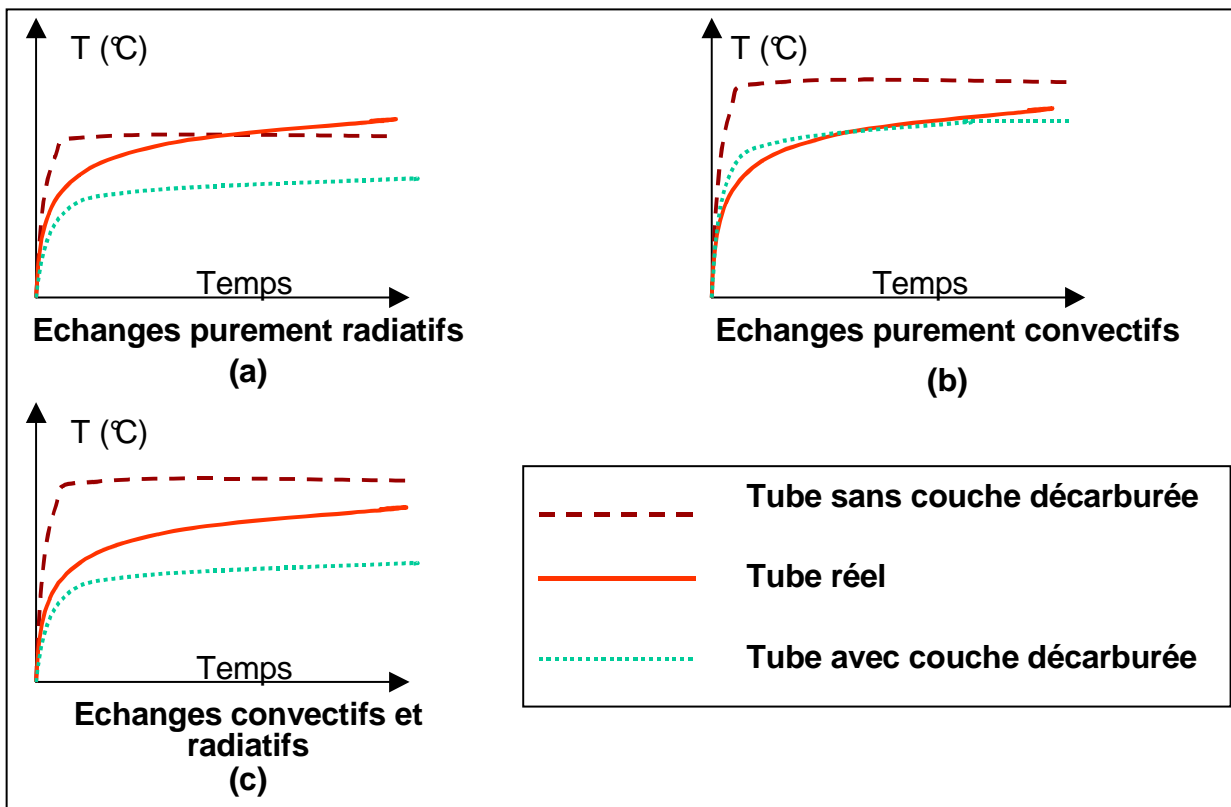 T (°C)
Temps
Echanges purement radiatifs
(a)
T (°C)
Temps
Echanges purement convectifs
(b)
T (°C)
Temps
Echanges convectifs et
radiatifs
(c)
Tube sans couche décarburée
Tube réel
Tube avec couche décarburée